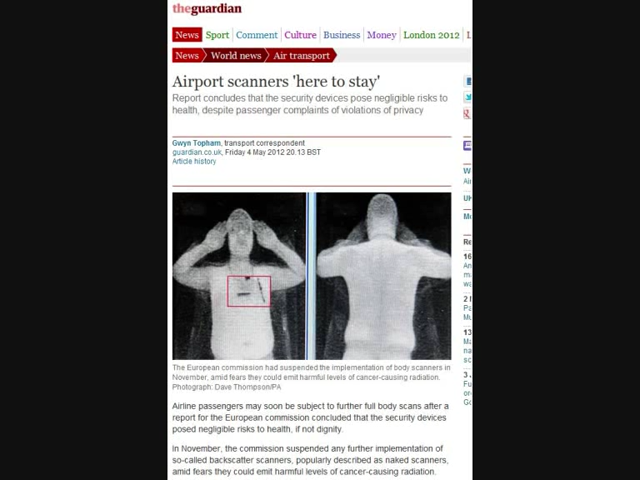 theguardian
News Sport Comment Culture Business Money London 2012
News World news Air transport
Airport scanners 'here to stay'
Report concludes that the security devices pose negligible risks to
health, despite passenger complaints of violations of privacy
Gwyn Topham, transport correspondent
guardian.co.uk, Friday 4 May 2012 20.13 BST
Article history
The European commission had suspended the implementation of body scanners in
November, amid fears they could emit harmful levels of cancer-causing radiation.
Photograph: Dave Thompson/PA
Airline passengers may soon be subject to further full body scans after a
report for the European commission concluded that the security devices
posed negligible risks to health, if not dignity.
In November, the commission suspended any further implementation of
so-called backscatter scanners, popularly described as naked scanners,
amid fears they could emit harmful levels of cancer-causing radiation.